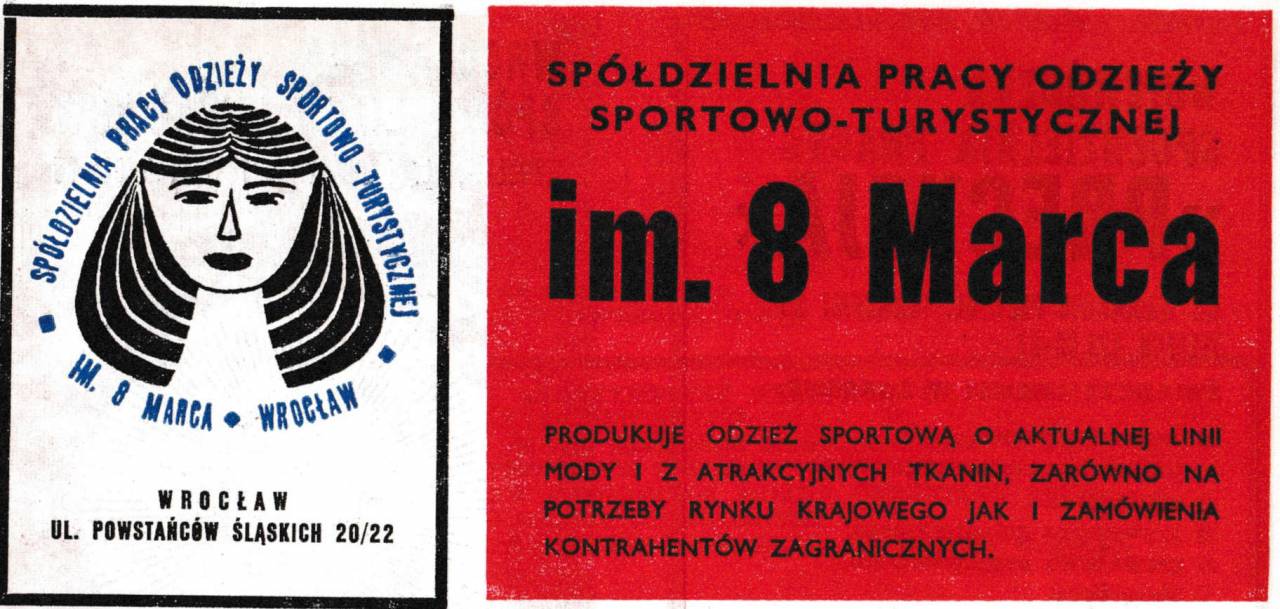 SPÓŁDZIELNIA PRACY ODZIEŻY SPORTOWO-TURYSTYCZNEJ
IM. 8 MARCA ◆ WROCŁAW
WROCŁAW
UL. POWSTAŃCÓW ŚLĄSKICH 20/22
SPÓŁDZIELNIA PRACY ODZIEŻY
SPORTOWO-TURYSTYCZNEJ
im. 8 Marca
PRODUKUJE ODZIEŻ SPORTOWĄ O AKTUALNEJ LINII
MODY I Z ATRAKCYJNYCH TKANIN, ZARÓWNO NA
POTRZEBY RYNKU KRAJOWEGO JAK I ZAMÓWIENIA
KONTRAHENTÓW ZAGRANICZNYCH.